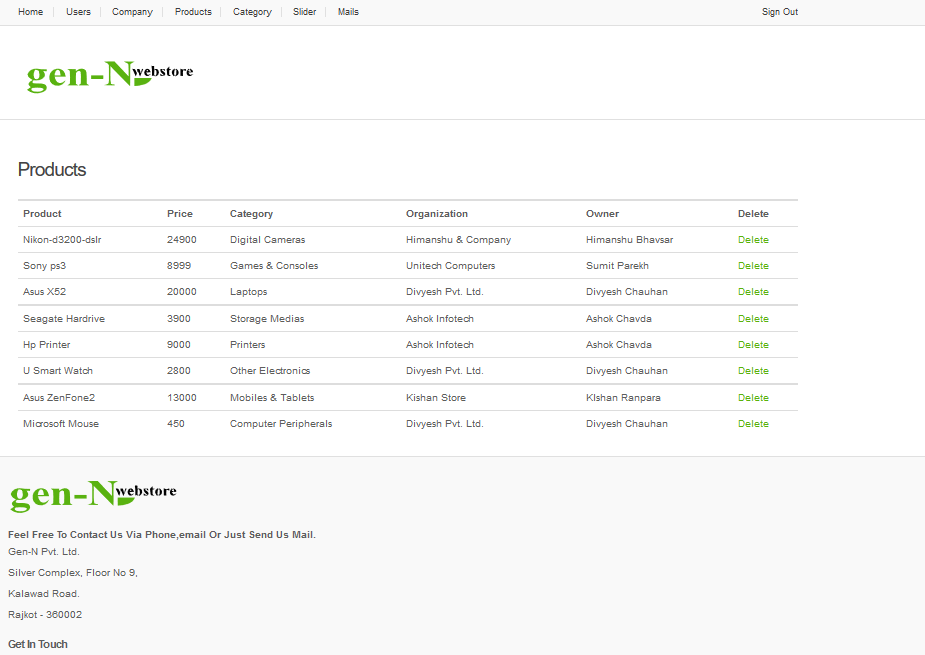 Home Users Company Products Category Slider Mails Sign Out
gen-N webstore
Products
Product Price Category Organization Owner Delete
Nikon-d3200-dslr 24900 Digital Cameras Himanshu & Company Himanshu Bhavsar Delete
Sony ps3 8999 Games & Consoles Unitech Computers Sumit Parekh Delete
Asus X52 20000 Laptops Divyesh Pvt. Ltd. Divyesh Chauhan Delete
Seagate Hardrive 3900 Storage Medias Ashok Infotech Ashok Chavda Delete
Hp Printer 9000 Printers Ashok Infotech Ashok Chavda Delete
U Smart Watch 2800 Other Electronics Divyesh Pvt. Ltd. Divyesh Chauhan Delete
Asus ZenFone2 13000 Mobiles & Tablets Kishan Store KIshan Ranpara Delete
Microsoft Mouse 450 Computer Peripherals Divyesh Pvt. Ltd. Divyesh Chauhan Delete
gen-N webstore
Feel Free To Contact Us Via Phone,email Or Just Send Us Mail.
Gen-N Pvt. Ltd.
Silver Complex, Floor No 9,
Kalawad Road.
Rajkot - 360002
Get In Touch